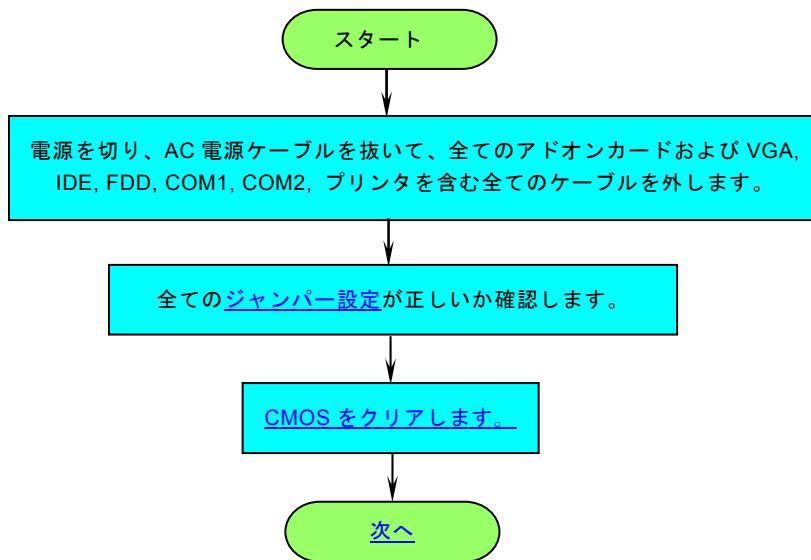 スタート
電源を切り、AC 電源ケーブルを抜いて、全てのアドオンカードおよび VGA,
IDE, FDD, COM1, COM2, プリンタを含む全てのケーブルを外します。
全てのジャンパー設定が正しいか確認します。
CMOS をクリアします。
次へ